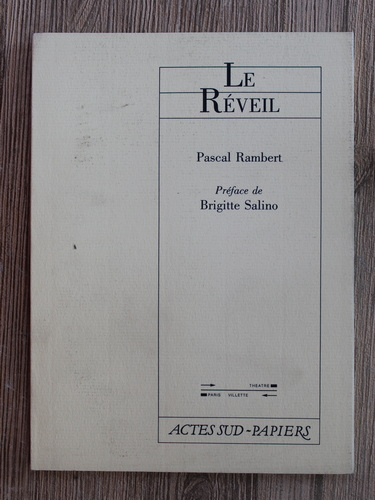 LE
RÉVEIL
Pascal Rambert
Préface de
Brigitte Salino
THEATRE
PARIS VILLETTE
ACTES SUD-PAPIERS